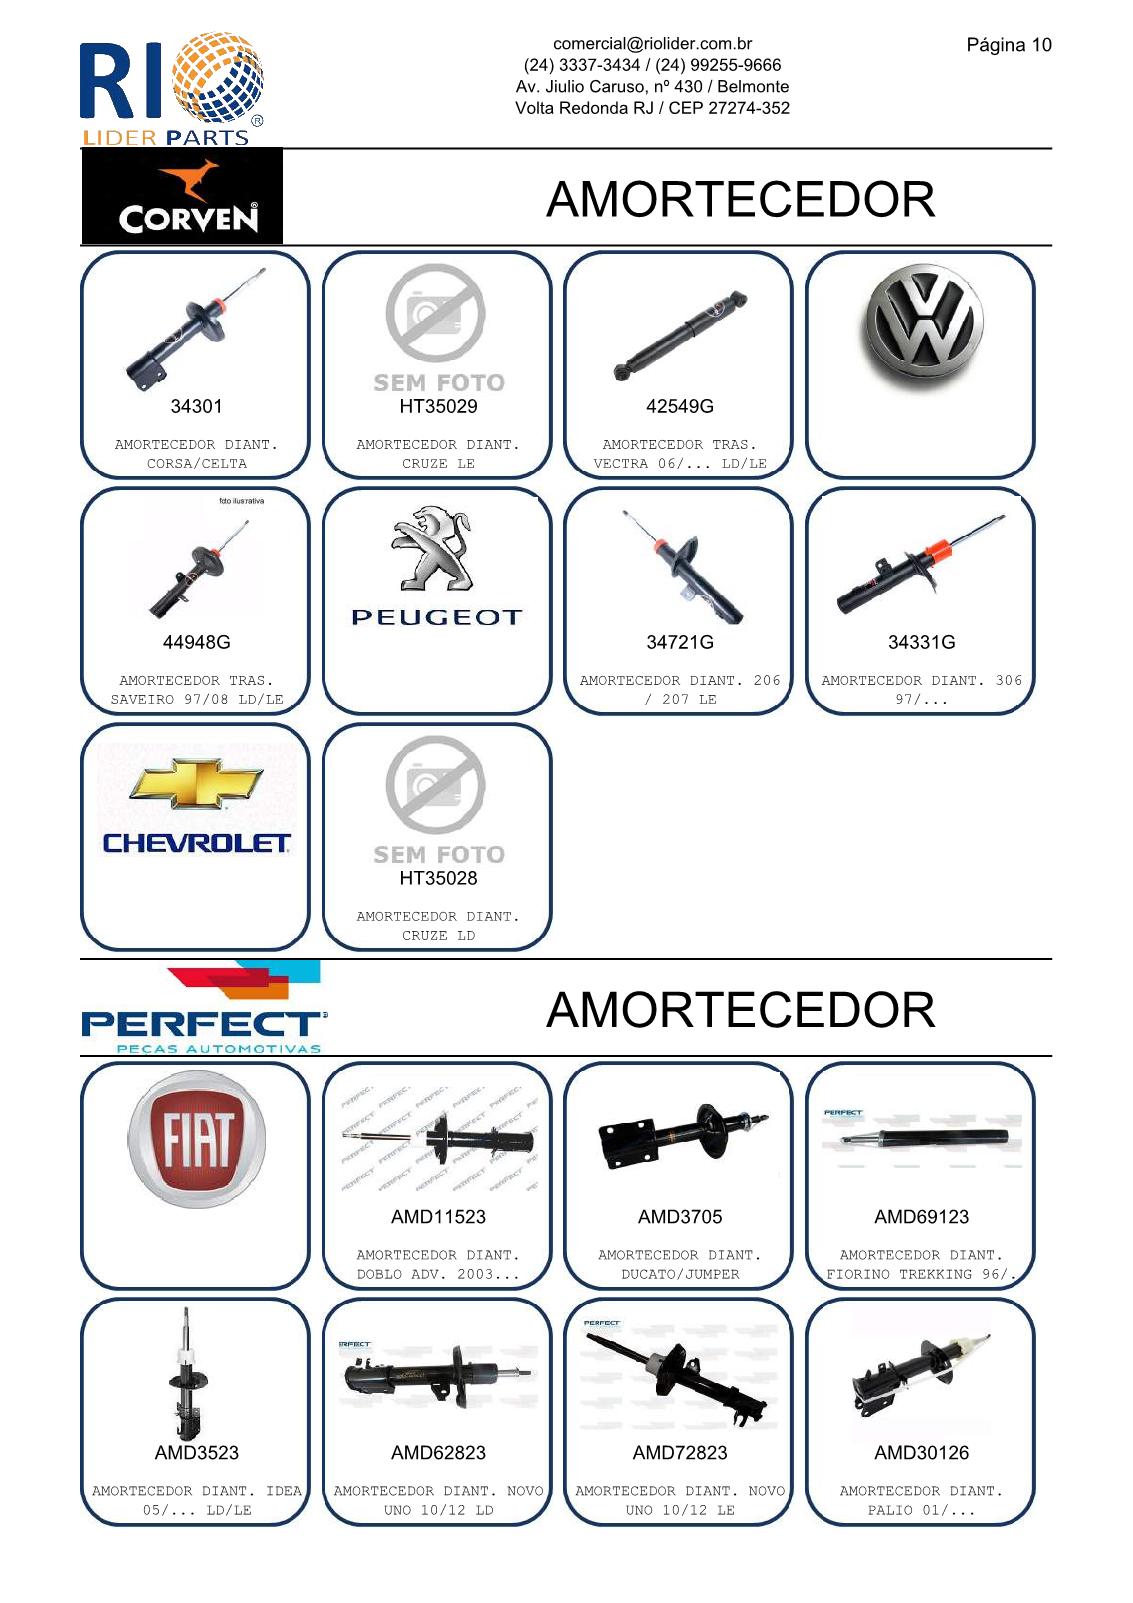 RIO
LIDER PARTS
comercial@riolider.com.br
(24) 3337-3434 / (24) 99255-9666
Av. Jiulio Caruso, nº 430 / Belmonte
Volta Redonda RJ / CEP 27274-352
Página 10
CORVEN
AMORTECEDOR
34301
AMORTECEDOR DIANT.
CORSA/CELTA
SEM FOTO
HT35029
AMORTECEDOR DIANT.
CRUZE LE
42549G
AMORTECEDOR TRAS.
VECTRA 06/... LD/LE
VW
foto ilustrativa
44948G
AMORTECEDOR TRAS.
SAVEIRO 97/08 LD/LE
PEUGEOT
34721G
AMORTECEDOR DIANT. 206
/ 207 LE
34331G
AMORTECEDOR DIANT. 306
97/...
CHEVROLET
SEM FOTO
HT35028
AMORTECEDOR DIANT.
CRUZE LD
PERFECT
PEÇAS AUTOMOTIVAS
AMORTECEDOR
FIAT
AMD11523
AMORTECEDOR DIANT.
DOBLO ADV. 2003...
AMD3705
AMORTECEDOR DIANT.
DUCATO/JUMPER
PERFECT
AMD69123
AMORTECEDOR DIANT.
FIORINO TREKKING 96/.
AMD3523
AMORTECEDOR DIANT. IDEA
05/... LD/LE
ERFECT
AMD62823
AMORTECEDOR DIANT. NOVO
UNO 10/12 LD
PERFECT
AMD72823
AMORTECEDOR DIANT. NOVO
UNO 10/12 LE
AMD30126
AMORTECEDOR DIANT.
PALIO 01/...